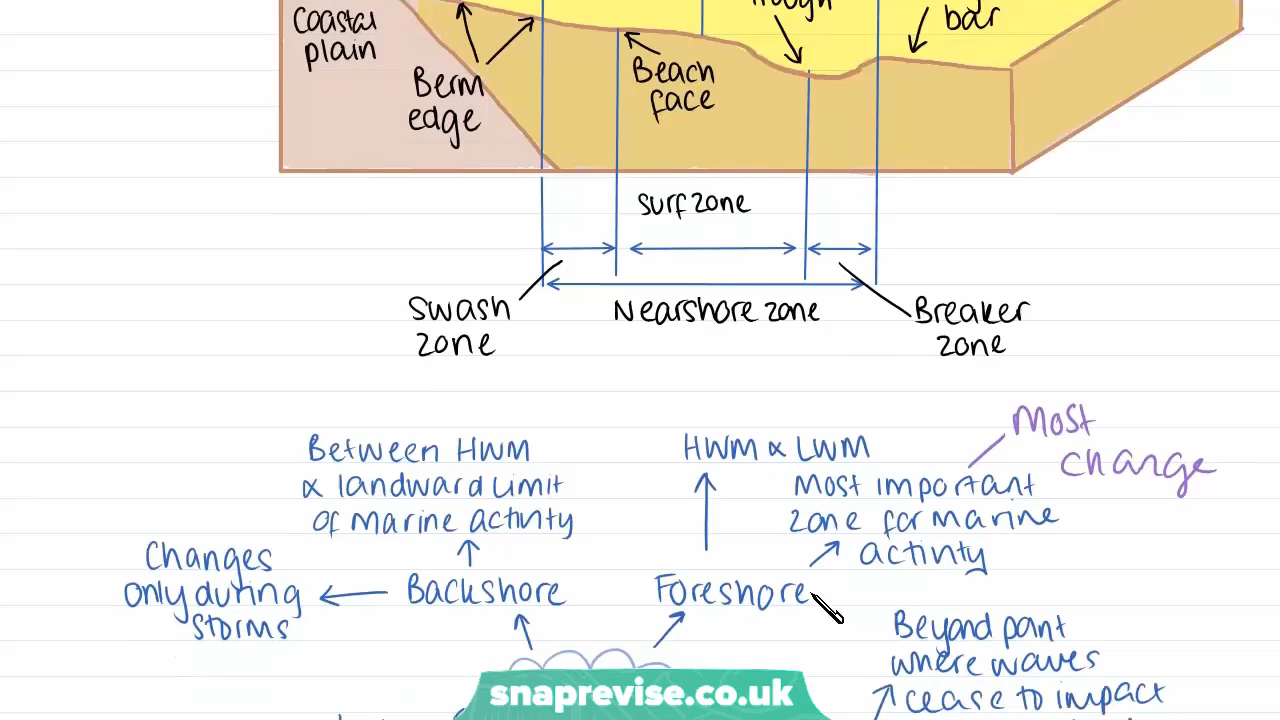 Coastal
plain
bar
Berm
edge
Beach
face
surf zone
Swash
zone
Nearshore zone
Breaker
zone
Most
change
Between HWM
& landward limit
of marine activity
HWM & LWM
Most important
zone for marine
activity
Changes
only during
storms
Backshore
Foreshore
Beyond point
where waves
cease to impact
snaprevise.co.uk